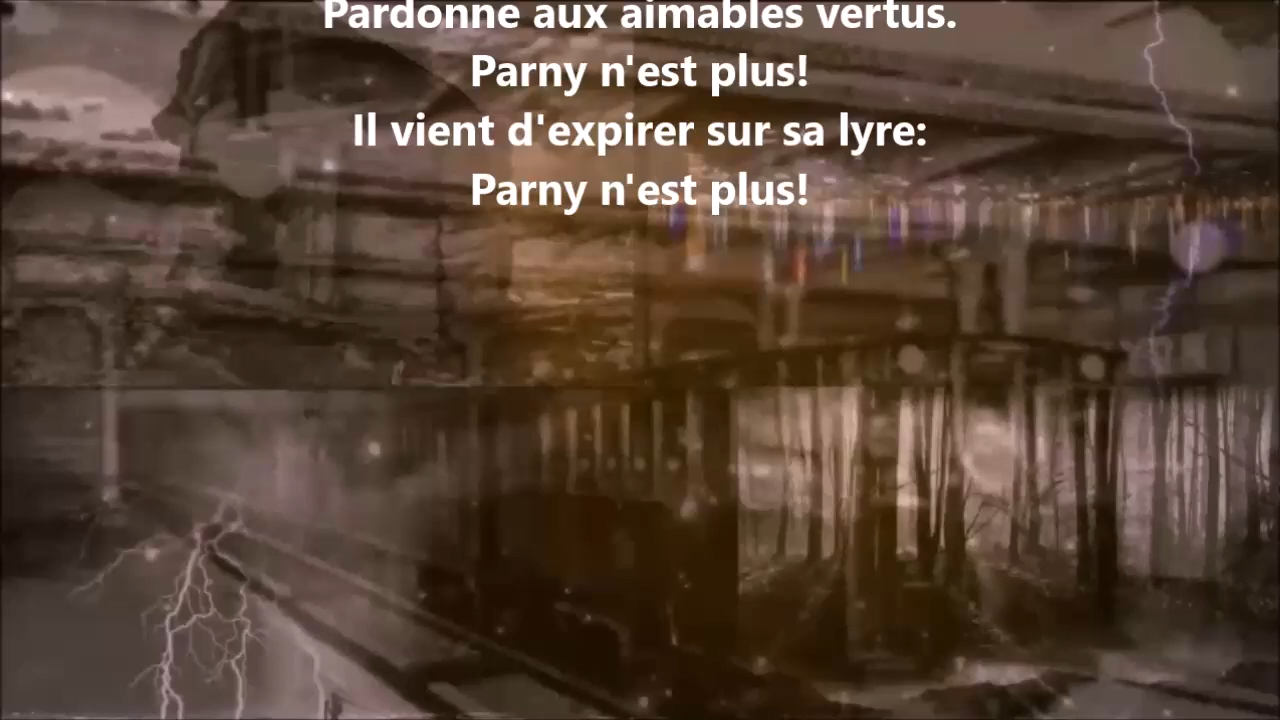 Pardonne aux aimables vertus.
Parny n'est plus!
Il vient d'expirer sur sa lyre:
Parny n'est plus!